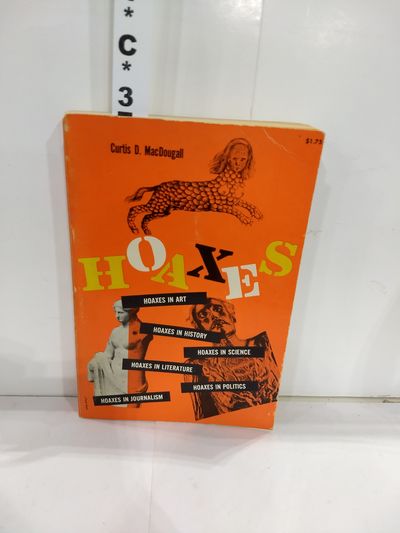 * C * 3
Curtis D. MacDougall
$1.75
HOAXES
HOAXES IN ART
HOAXES IN HISTORY
HOAXES IN SCIENCE
HOAXES IN LITERATURE
HOAXES IN POLITICS
HOAXES IN JOURNALISM